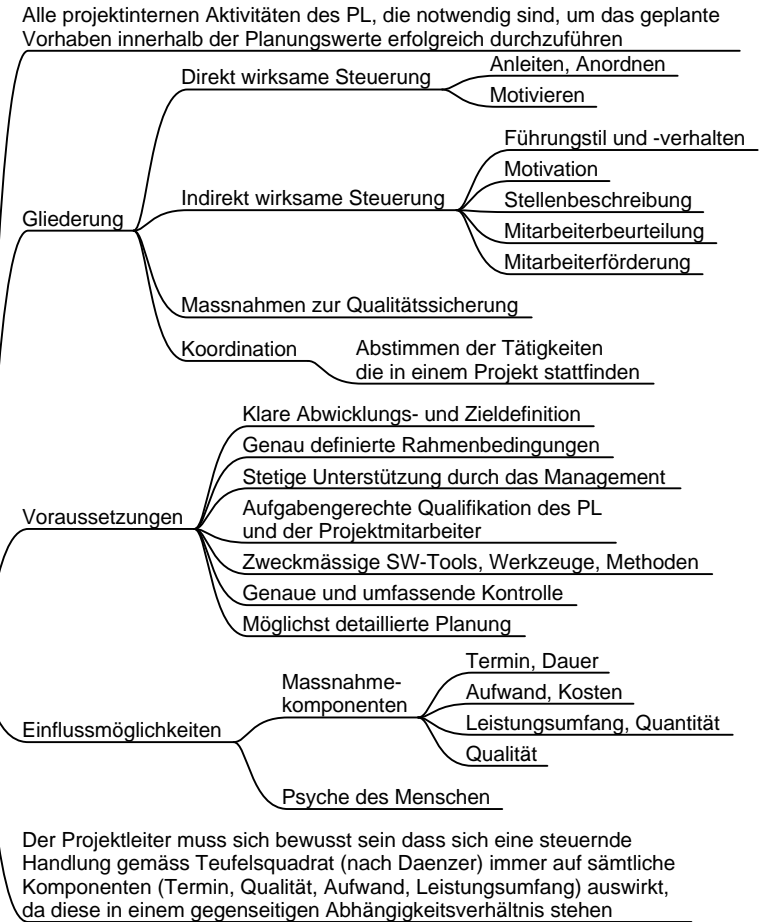 Alle projektinternen Aktivitäten des PL, die notwendig sind, um das geplante
Vorhaben innerhalb der Planungswerte erfolgreich durchzuführen
Gliederung
Direkt wirksame Steuerung
Anleiten, Anordnen
Motivieren
Indirekt wirksame Steuerung
Führungstil und -verhalten
Motivation
Stellenbeschreibung
Mitarbeiterbeurteilung
Mitarbeiterförderung
Massnahmen zur Qualitätssicherung
Koordination
Abstimmen der Tätigkeiten
die in einem Projekt stattfinden
Voraussetzungen
Klare Abwicklungs- und Zieldefinition
Genau definierte Rahmenbedingungen
Stetige Unterstützung durch das Management
Aufgabengerechte Qualifikation des PL
und der Projektmitarbeiter
Zweckmässige SW-Tools, Werkzeuge, Methoden
Genaue und umfassende Kontrolle
Möglichst detaillierte Planung
Einflussmöglichkeiten
Massnahme-
komponenten
Termin, Dauer
Aufwand, Kosten
Leistungsumfang, Quantität
Qualität
Psyche des Menschen
Der Projektleiter muss sich bewusst sein dass sich eine steuernde
Handlung gemäss Teufelsquadrat (nach Daenzer) immer auf sämtliche
Komponenten (Termin, Qualität, Aufwand, Leistungsumfang) auswirkt,
da diese in einem gegenseitigen Abhängigkeitsverhältnis stehen